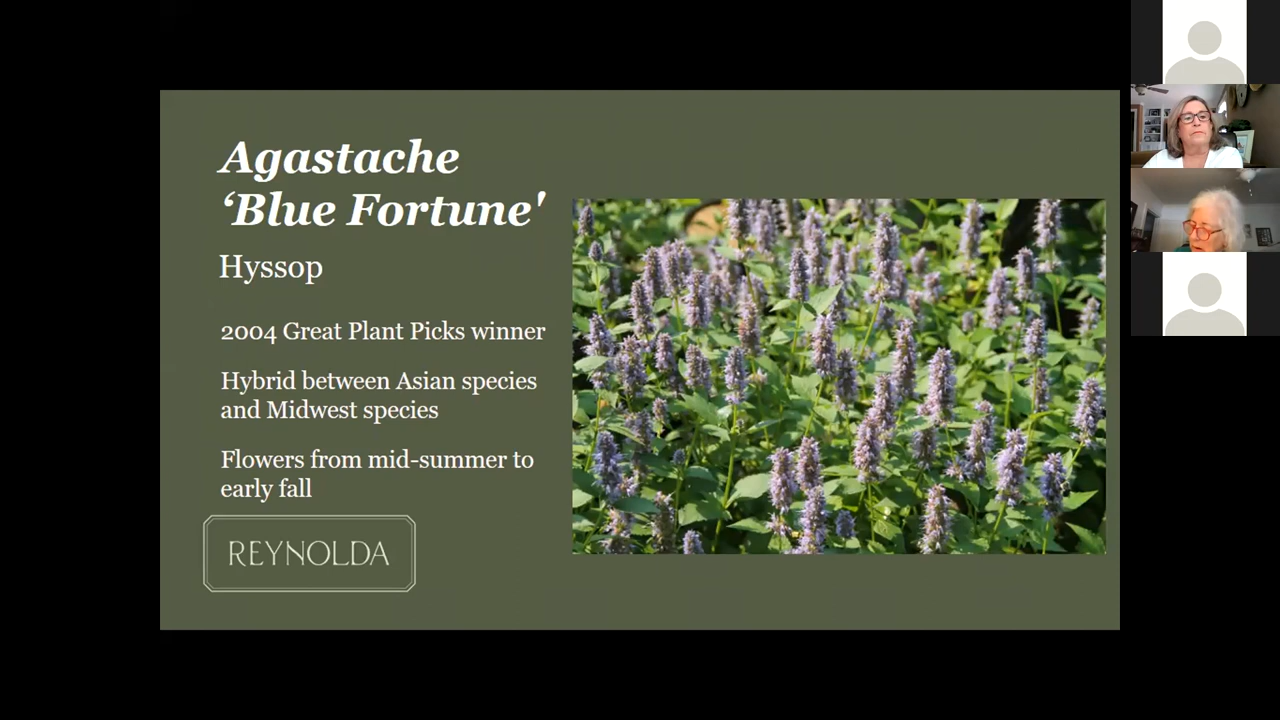 Agastache
‘Blue Fortune'
Hyssop
2004 Great Plant Picks winner
Hybrid between Asian species
and Midwest species
Flowers from mid-summer to
early fall
REYNOLDA